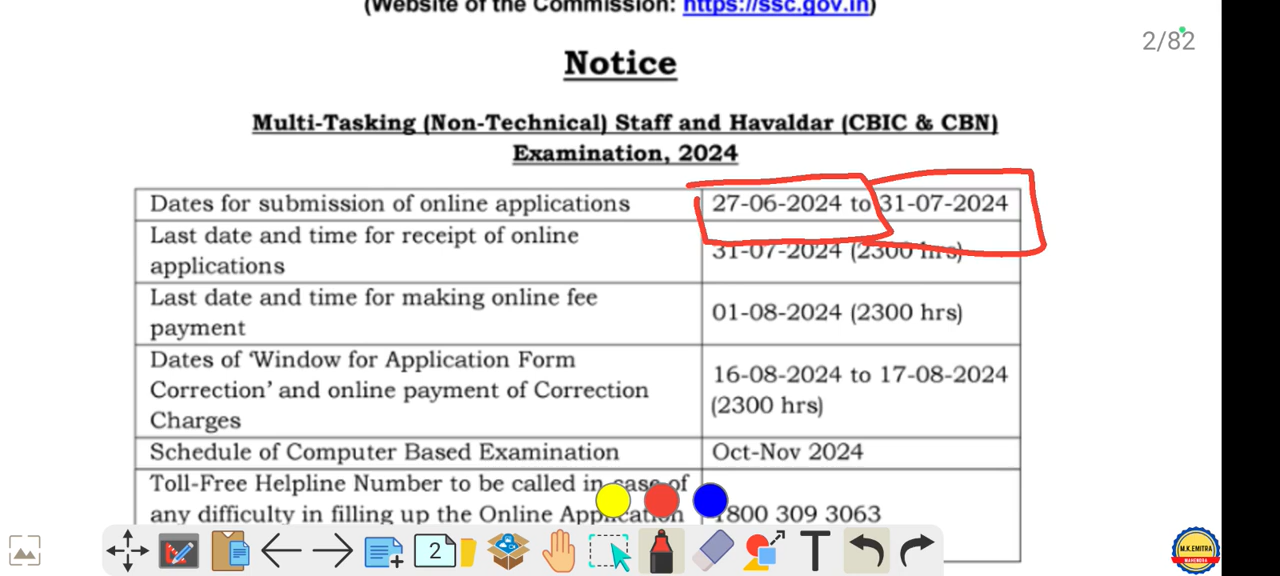 (Website of the Commission: https://ssc.gov.in)
2/82
Notice
Multi-Tasking (Non-Technical) Staff and Havaldar (CBIC & CBN)
Examination, 2024
Dates for submission of online applications 27-06-2024 to 31-07-2024
Last date and time for receipt of online
applications 31-07-2024 (2300 hrs)
Last date and time for making online fee
payment 01-08-2024 (2300 hrs)
Dates of ‘Window for Application Form
Correction’ and online payment of Correction
Charges 16-08-2024 to 17-08-2024
(2300 hrs)
Schedule of Computer Based Examination Oct-Nov 2024
Toll-Free Helpline Number to be called in case of
any difficulty in filling up the Online Application 1800 309 3063
2
T
M.K.EMITRA
MAHENDRA